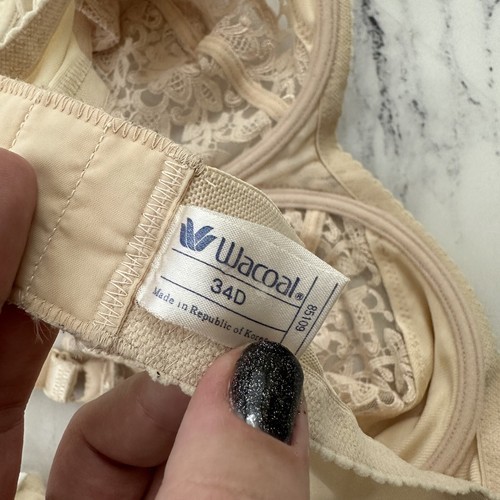 Wacoal®
34D
Made in Republic of Korea
85109